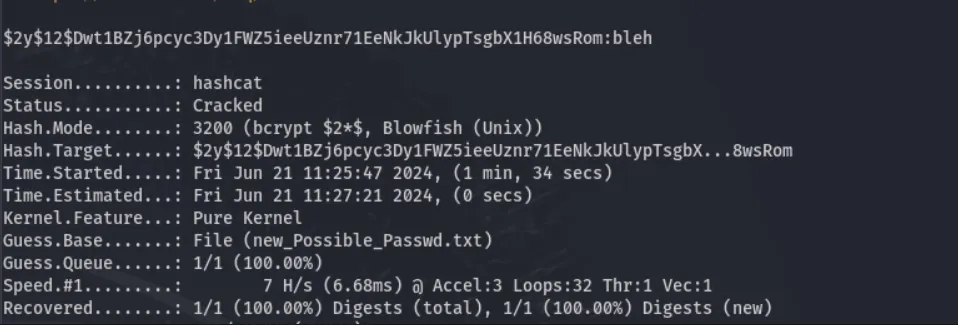 $2y$12$Dwt1BZj6pcyc3Dy1FWZ5ieeUznr71EeNkJkUlypTsgbX1H68wsRom:bleh
Session..........: hashcat
Status...........: Cracked
Hash.Mode........: 3200 (bcrypt $2*$, Blowfish (Unix))
Hash.Target......: $2y$12$Dwt1BZj6pcyc3Dy1FWZ5ieeUznr71EeNkJkUlypTsgbX...8wsRom
Time.Started.....: Fri Jun 21 11:25:47 2024, (1 min, 34 secs)
Time.Estimated...: Fri Jun 21 11:27:21 2024, (0 secs)
Kernel.Feature...: Pure Kernel
Guess.Base.......: File (new_Possible_Passwd.txt)
Guess.Queue......: 1/1 (100.00%)
Speed.#1.........:        7 H/s (6.68ms) @ Accel:3 Loops:32 Thr:1 Vec:1
Recovered........: 1/1 (100.00%) Digests (total), 1/1 (100.00%) Digests (new)